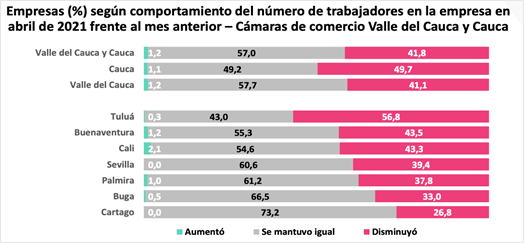 Empresas (%) según comportamiento del número de trabajadores en la empresa en
abril de 2021 frente al mes anterior – Cámaras de comercio Valle del Cauca y Cauca
Valle del Cauca y Cauca 1,2 57,0 41,8
Cauca 1,1 49,2 49,7
Valle del Cauca 1,2 57,7 41,1
Tuluá 0,3 43,0 56,8
Buenaventura 1,2 55,3 43,5
Cali 2,1 54,6 43,3
Sevilla 0,0 60,6 39,4
Palmira 1,0 61,2 37,8
Buga 0,5 66,5 33,0
Cartago 0,0 73,2 26,8
Aumentó Se mantuvo igual Disminuyó